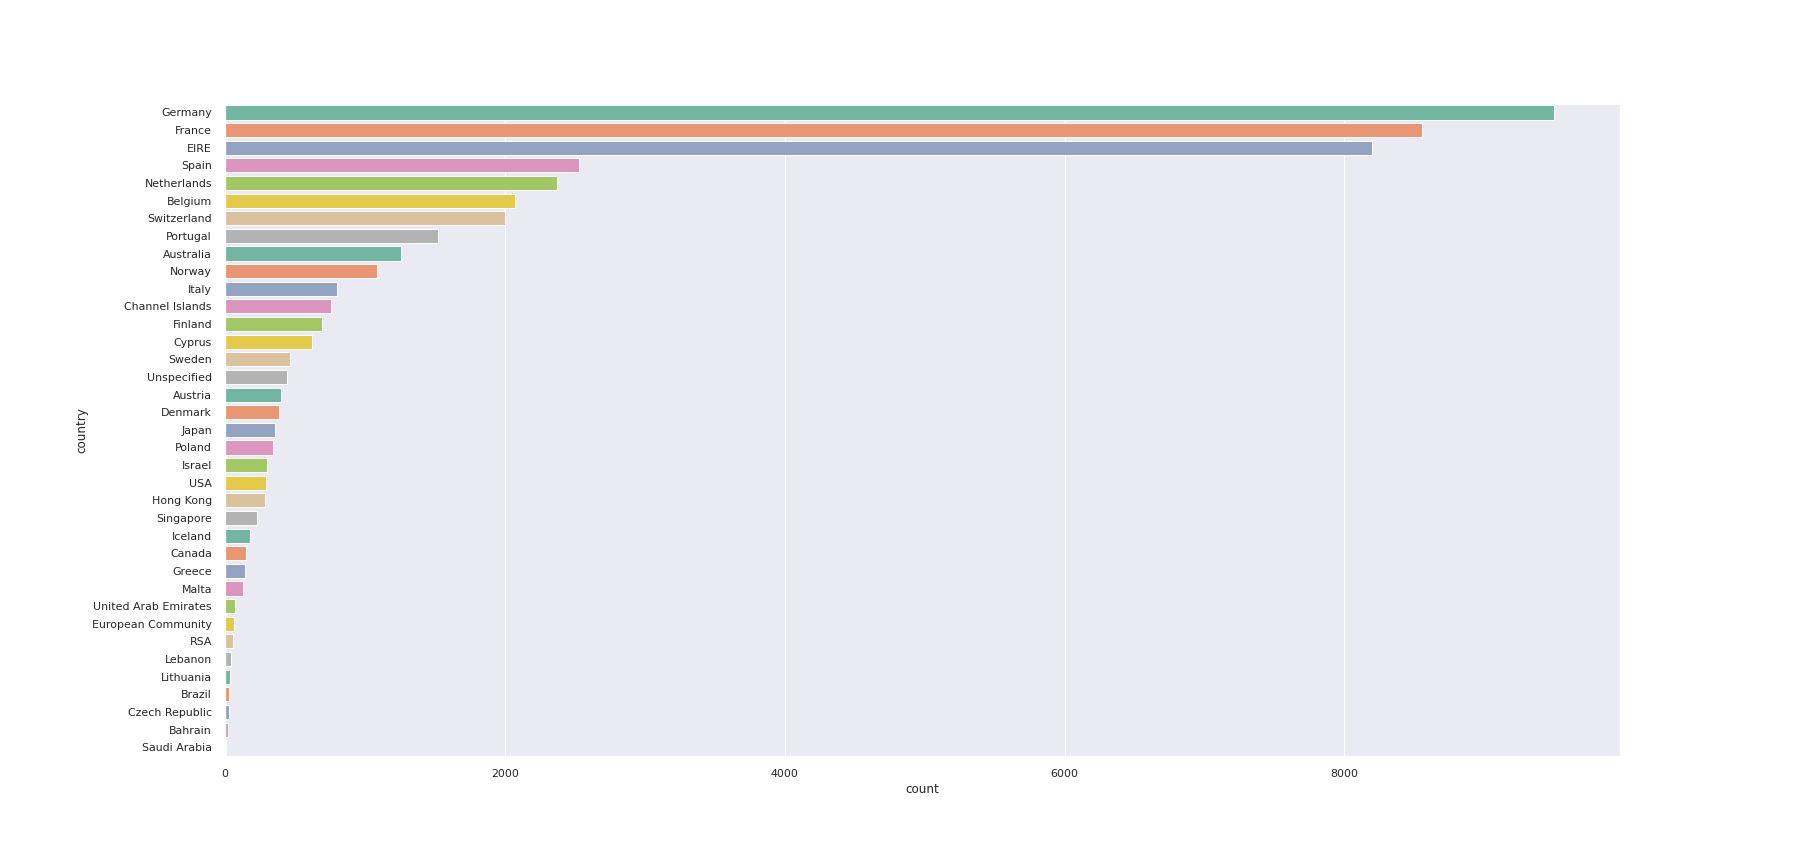 Germany
France
EIRE
Spain
Netherlands
Belgium
Switzerland
Portugal
Australia
Norway
Italy
Channel Islands
Finland
Cyprus
Sweden
Unspecified
Austria
Denmark
Japan
Poland
Israel
USA
Hong Kong
Singapore
Iceland
Canada
Greece
Malta
United Arab Emirates
European Community
RSA
Lebanon
Lithuania
Brazil
Czech Republic
Bahrain
Saudi Arabia
country
0 2000 4000 6000 8000
count